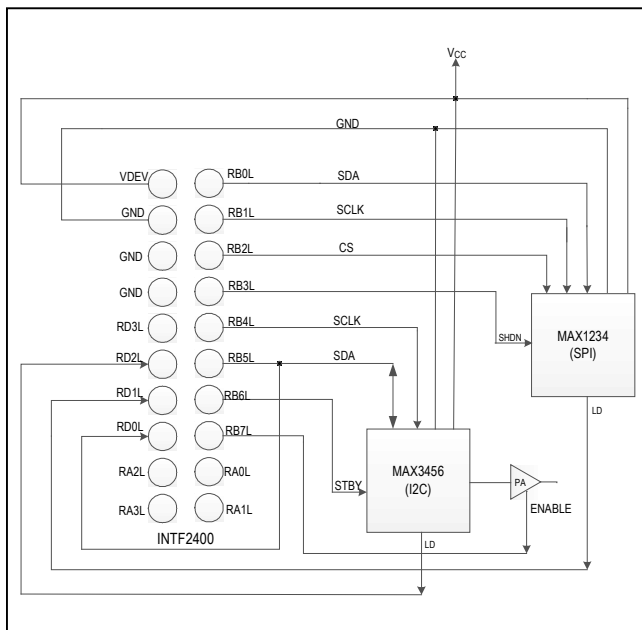 VCC
GND
VDEV RB0L SDA
GND RB1L SCLK
GND RB2L CS
GND RB3L
RD3L RB4L SCLK
SHDN MAX1234
(SPI)
RD2L RB5L SDA
RD1L RB6L
LD
RD0L RB7L
RA2L RA0L
STBY MAX3456
(I2C)
PA
RA3L RA1L
ENABLE
INTF2400
LD